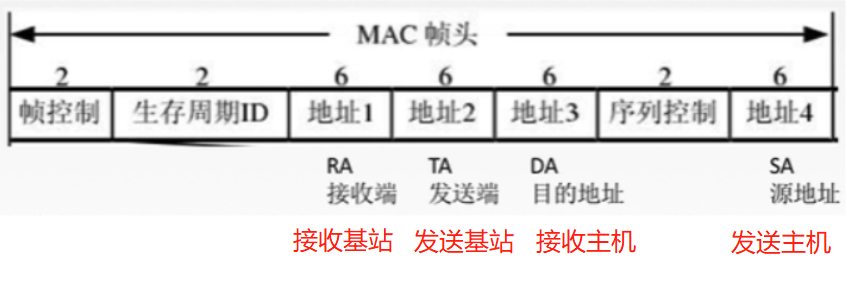 MAC 帧头
2 2 6 6 6 2 6
帧控制 生存周期ID 地址1 地址2 地址3 序列控制 地址4
RA TA DA SA
接收端 发送端 目的地址 源地址
接收基站 发送基站 接收主机 发送主机